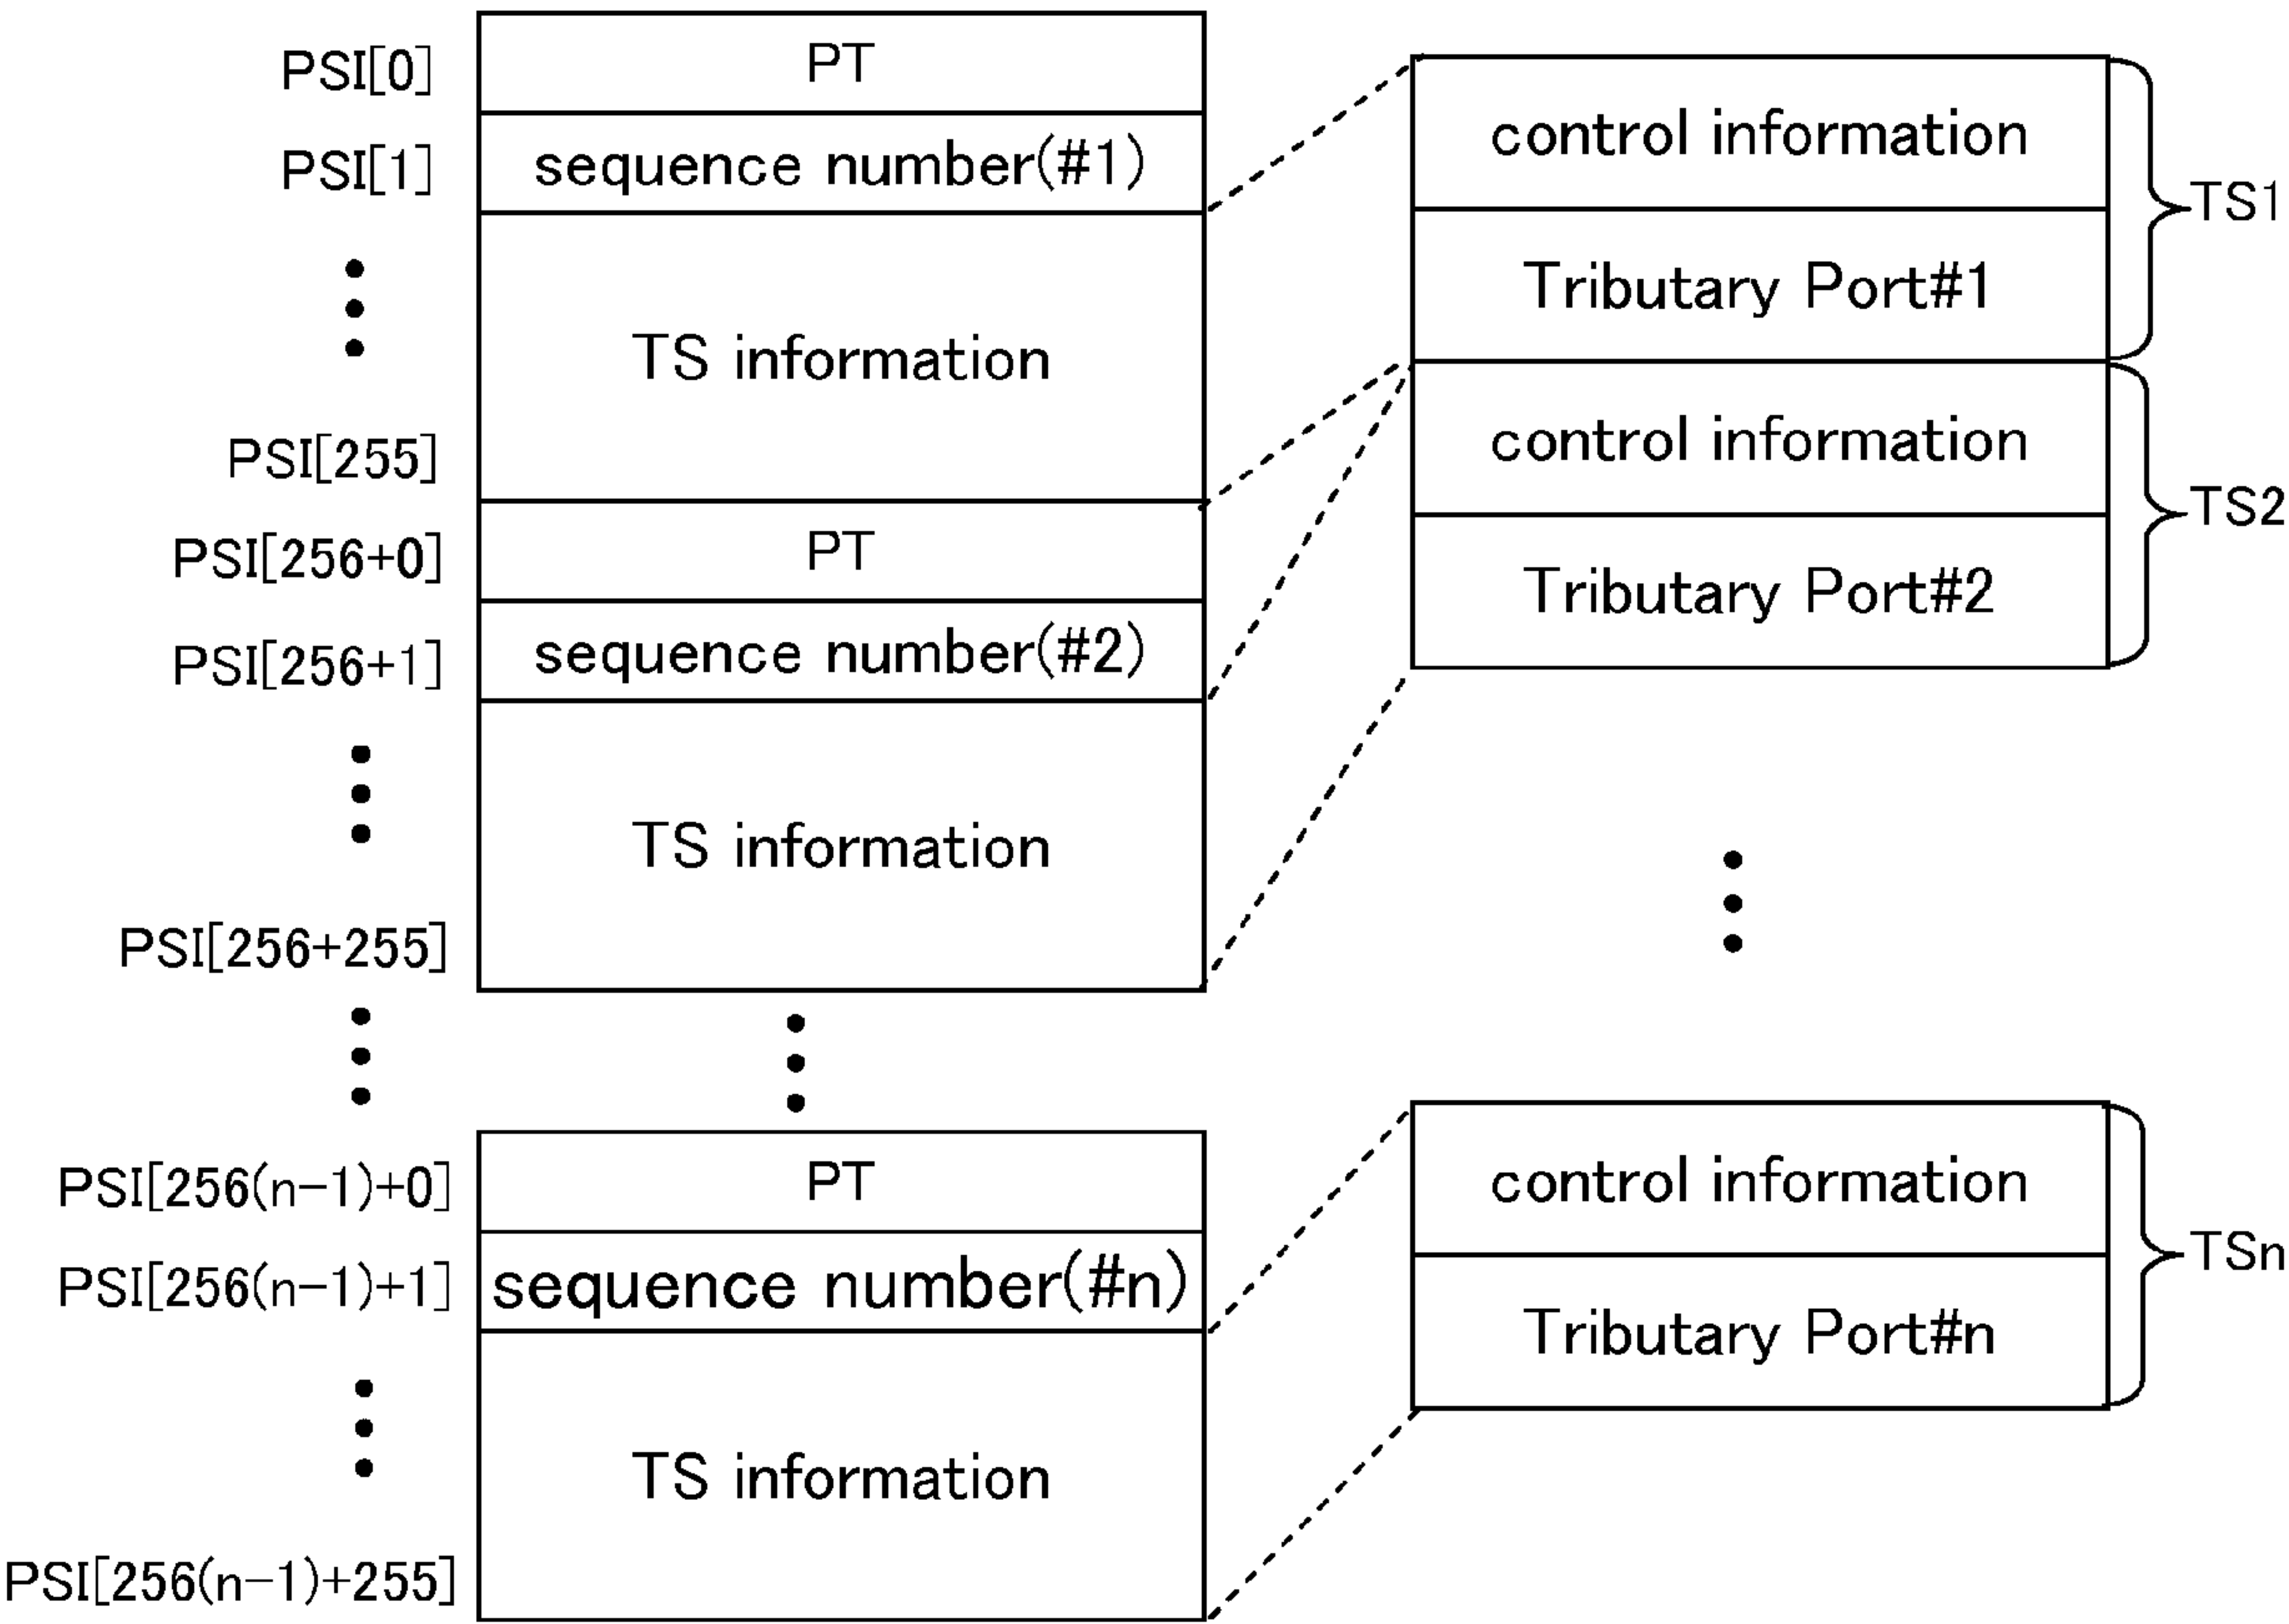 PSI[0]
PT
PSI[1]
sequence number(#1)
TS information
PSI[255]
PSI[256+0]
PT
PSI[256+1]
sequence number(#2)
TS information
PSI[256+255]
PSI[256(n-1)+0]
PT
PSI[256(n-1)+1]
sequence number(#n)
TS information
PSI[256(n-1)+255]
control information
Tributary Port#1
TS1
control information
Tributary Port#2
TS2
control information
Tributary Port#n
TSn